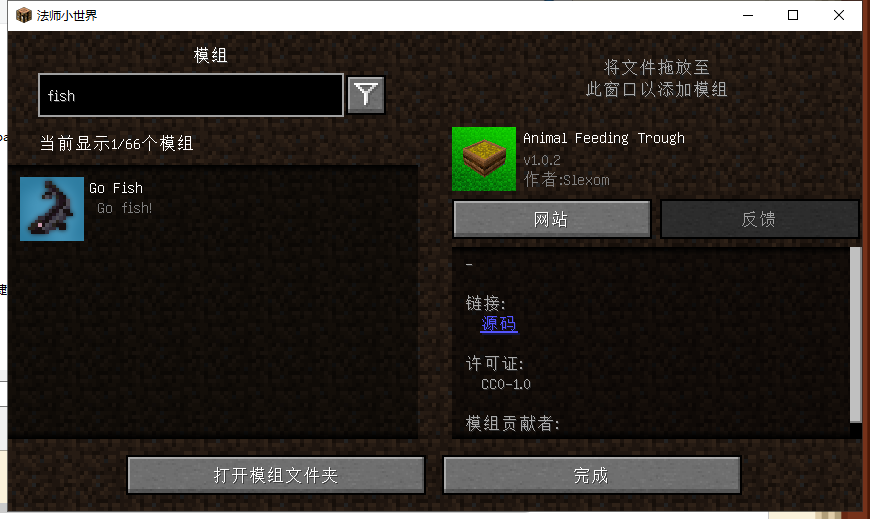 法师小世界
模组
fish
当前显示1/66个模组
Go Fish
Go fish!
将文件拖放至
此窗口以添加模组
Animal Feeding Trough
v1.0.2
作者:Slexom
网站
反馈
-
链接:
源码
许可证:
CC0-1.0
模组贡献者:
打开模组文件夹
完成